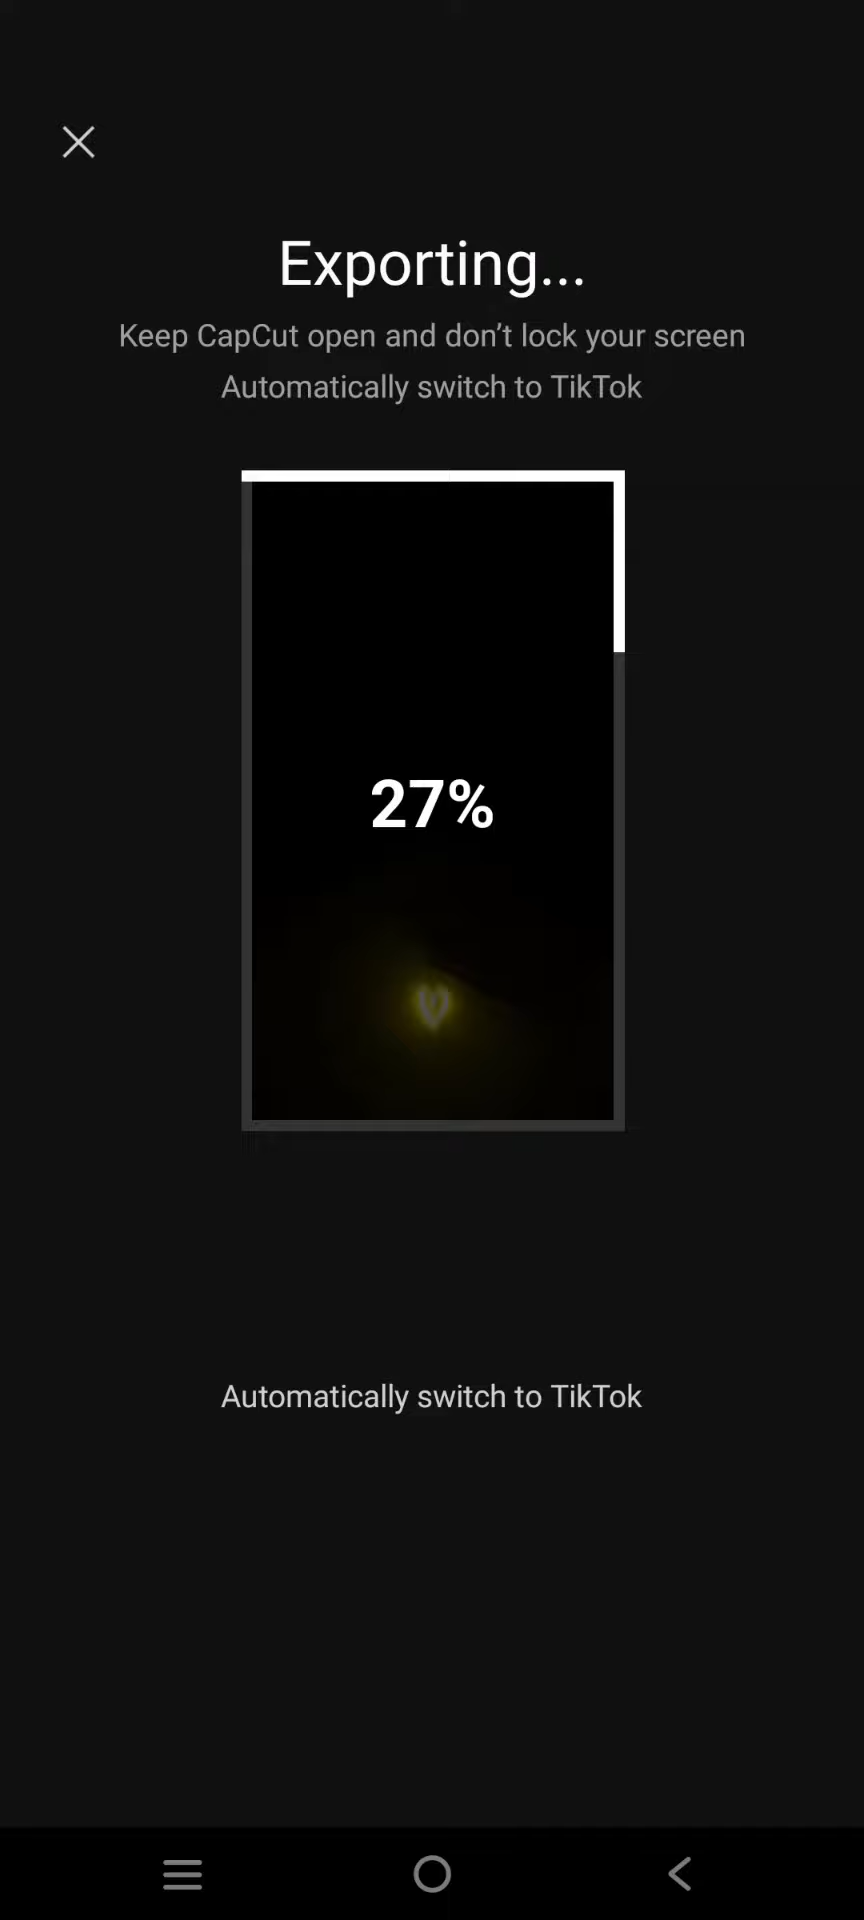 Exporting...
Keep CapCut open and don’t lock your screen
Automatically switch to TikTok
27%
Automatically switch to TikTok